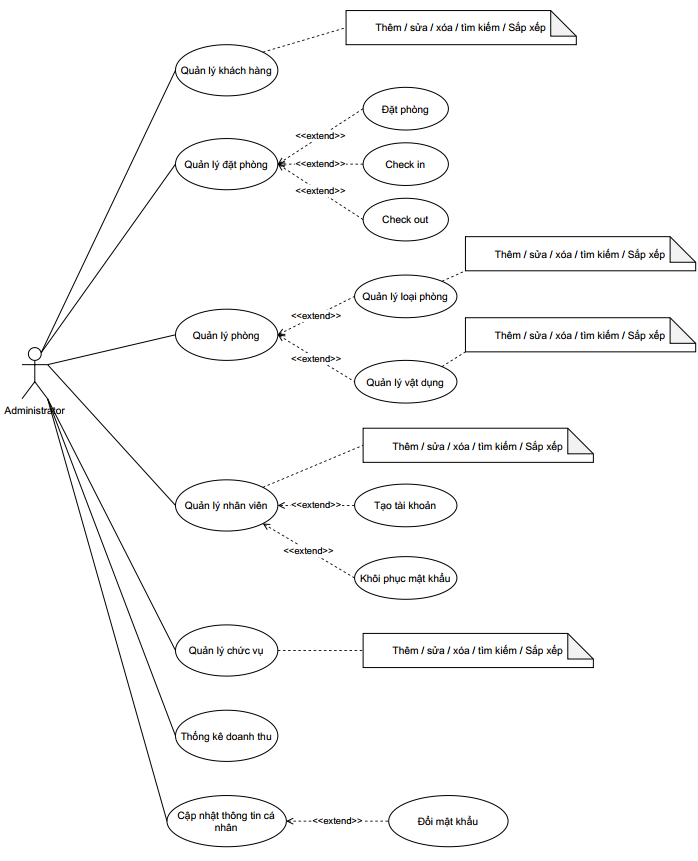 Thêm / sửa / xóa / tìm kiếm / Sắp xếp
Quản lý khách hàng
Đặt phòng
<<extend>>
Quản lý đặt phòng
<<extend>>
Check in
<<extend>>
Check out
Thêm / sửa / xóa / tìm kiếm / Sắp xếp
Quản lý loại phòng
<<extend>>
Quản lý phòng
Thêm / sửa / xóa / tìm kiếm / Sắp xếp
<<extend>>
Quản lý vật dụng
Administrator
Thêm / sửa / xóa / tìm kiếm / Sắp xếp
Quản lý nhân viên
<<extend>>
Tạo tài khoản
<<extend>>
Khôi phục mật khẩu
Quản lý chức vụ
Thêm / sửa / xóa / tìm kiếm / Sắp xếp
Thống kê doanh thu
Cập nhật thông tin cá
nhân
<<extend>>
Đổi mật khẩu